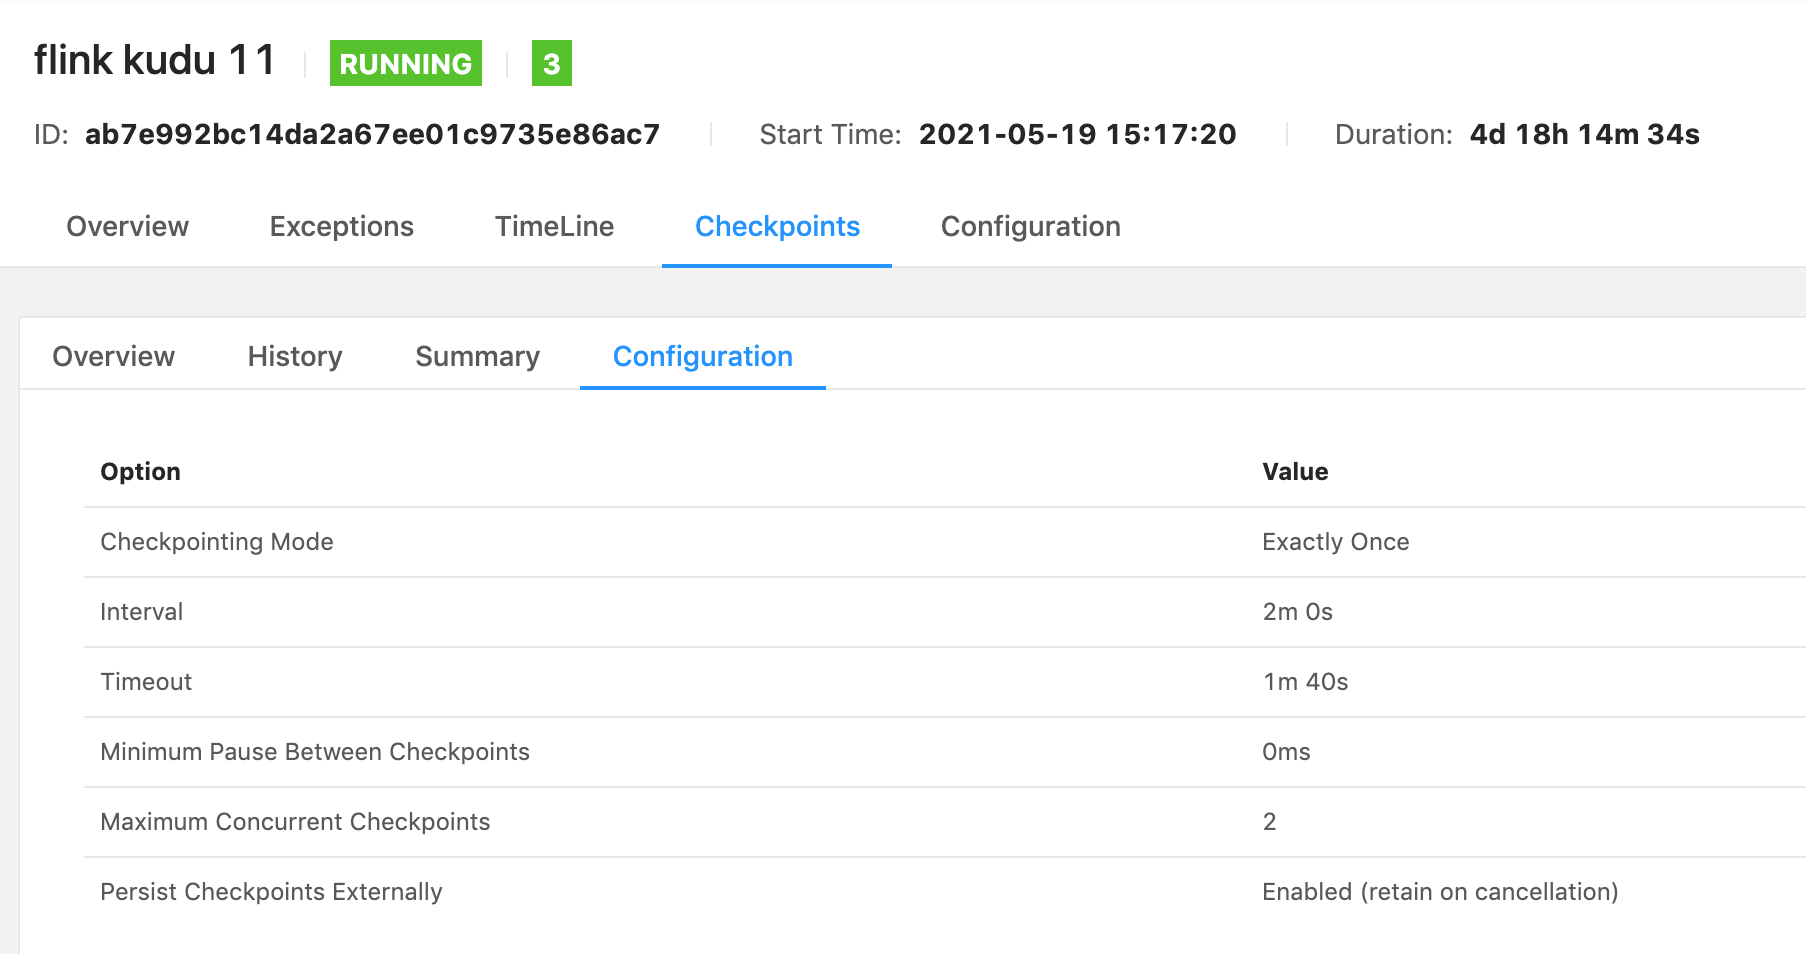 flink kudu 11 RUNNING 3
ID: ab7e992bc14da2a67ee01c9735e86ac7 Start Time: 2021-05-19 15:17:20 Duration: 4d 18h 14m 34s
Overview Exceptions TimeLine Checkpoints Configuration
Overview History Summary Configuration
Option Value
Checkpointing Mode Exactly Once
Interval 2m 0s
Timeout 1m 40s
Minimum Pause Between Checkpoints 0ms
Maximum Concurrent Checkpoints 2
Persist Checkpoints Externally Enabled (retain on cancellation)